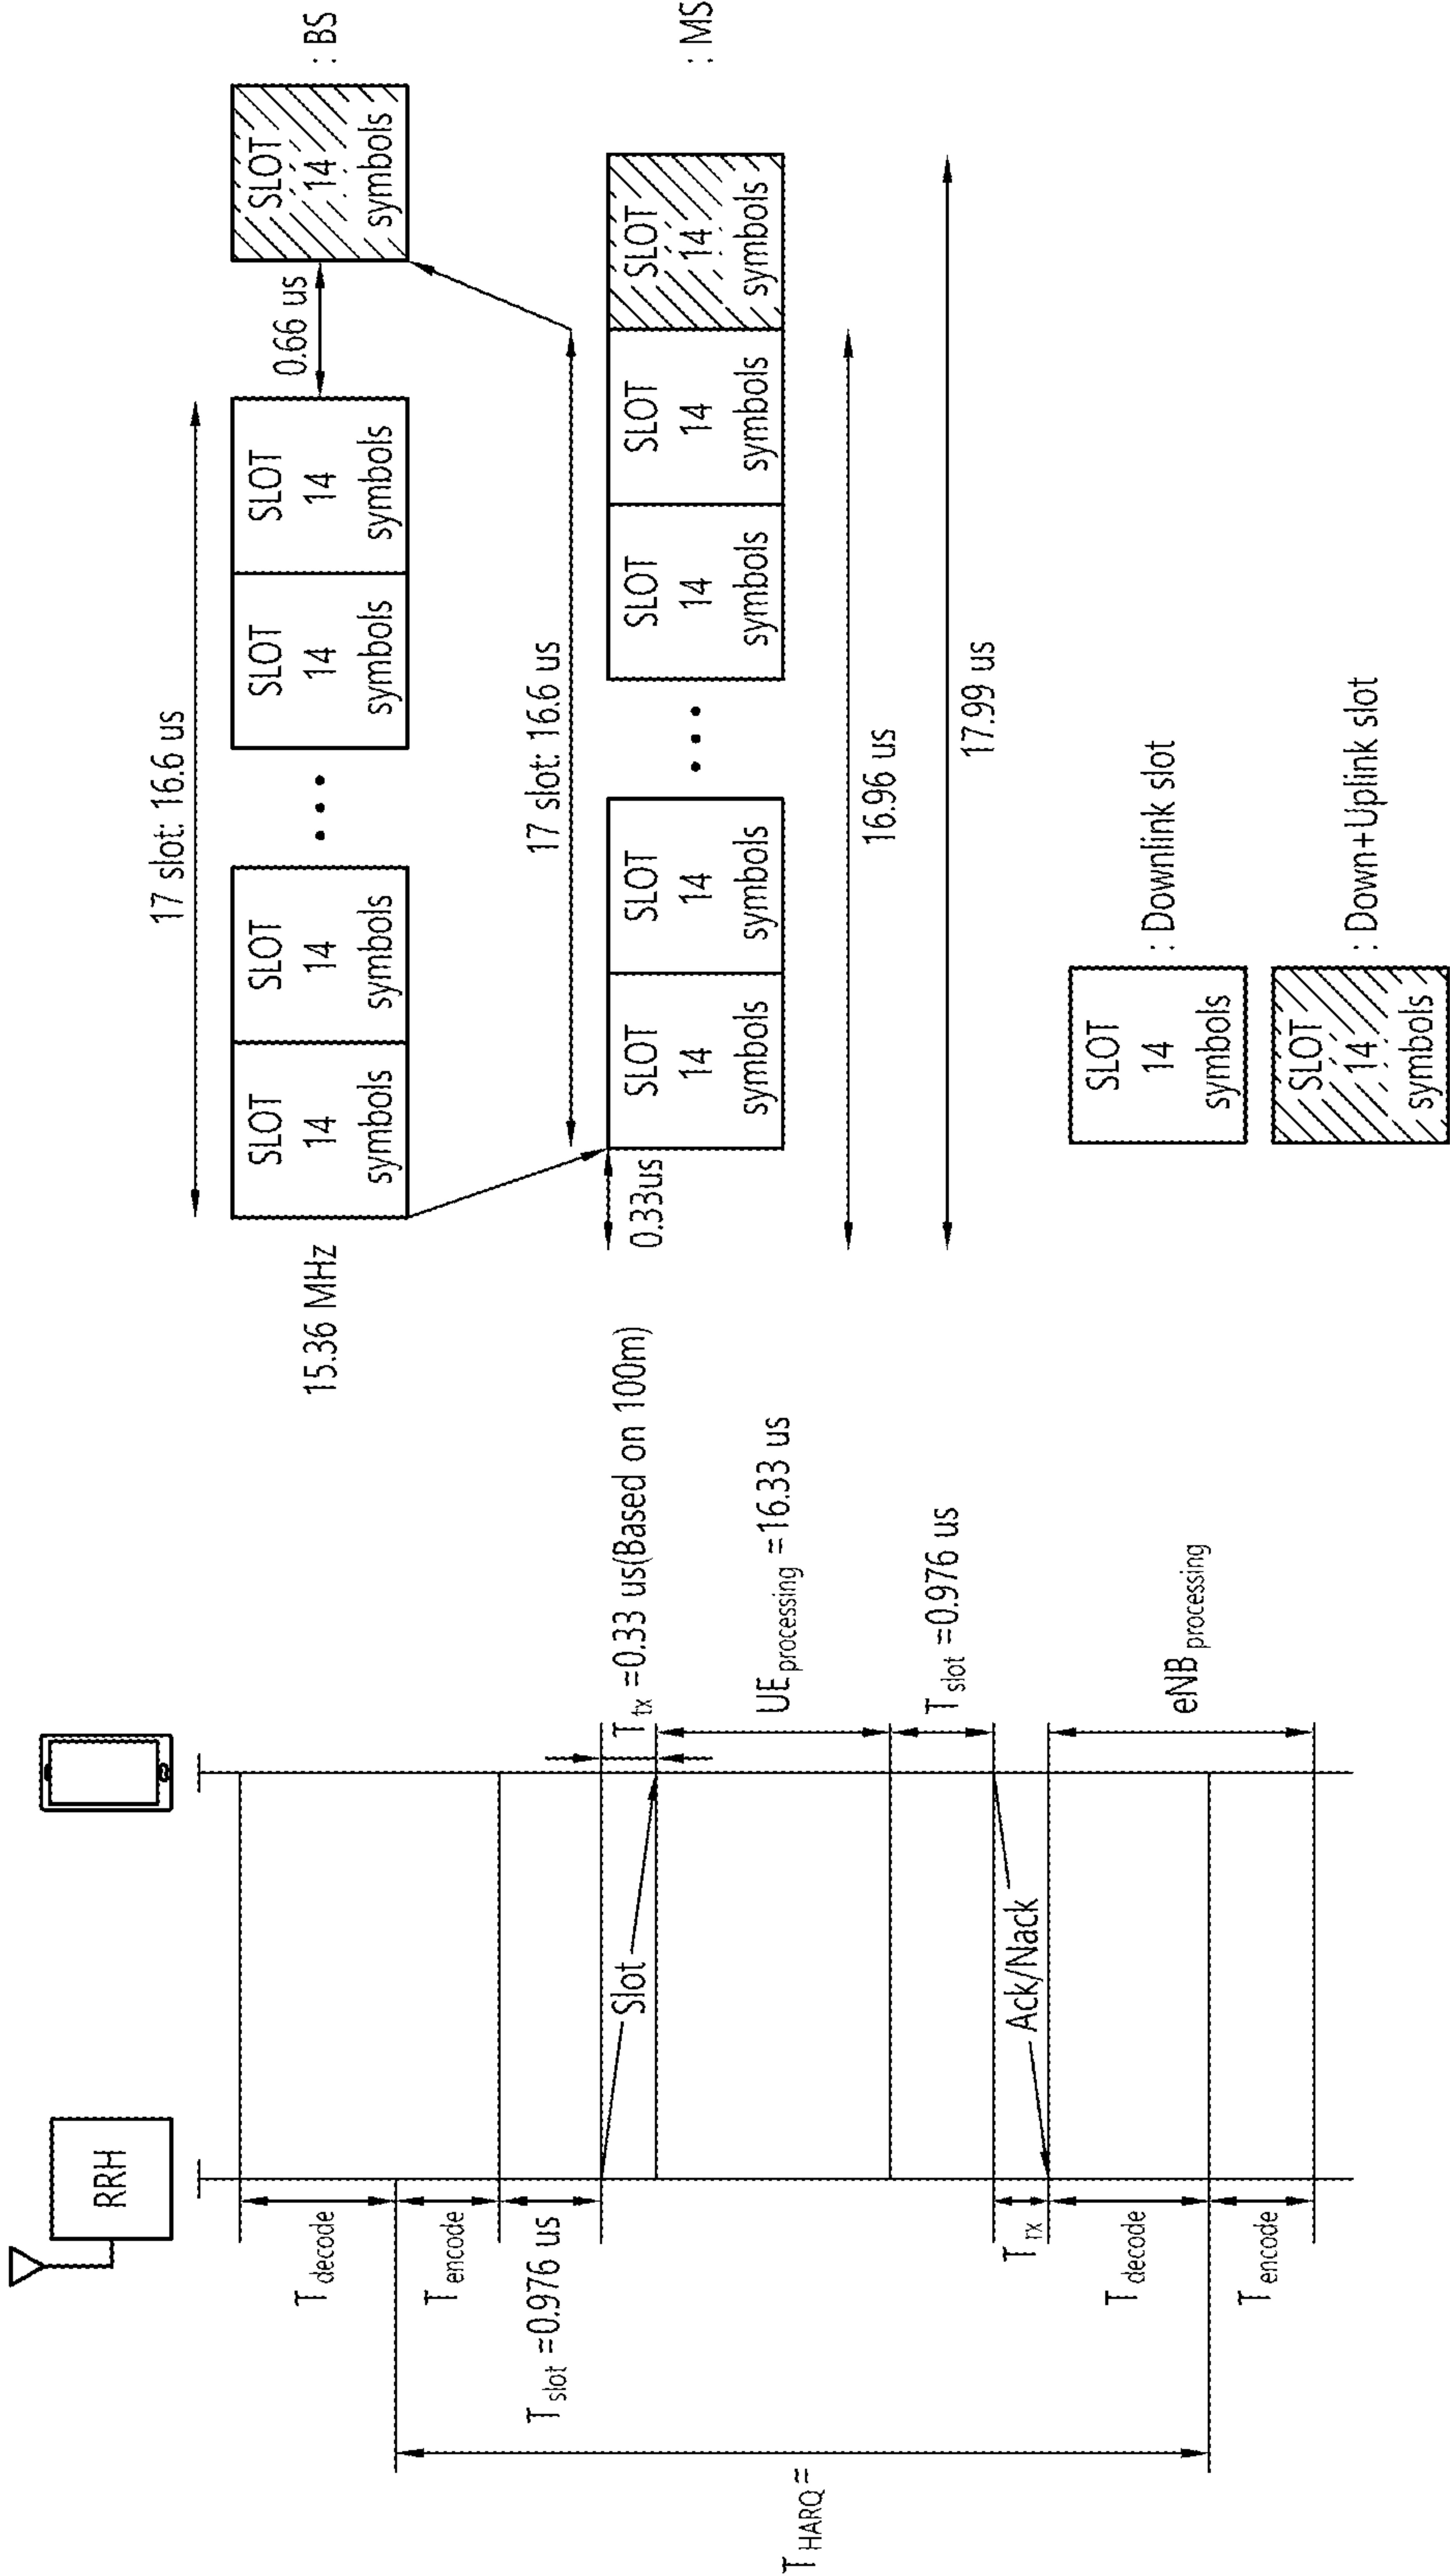 RRH
T decode
T encode
T slot =0.976 us
T HARQ =
Slot
T tx =0.33 us(Based on 100m)
UE processing =16.33 us
T slot =0.976 us
Ack/Nack
T rx
T decode
T encode
eNB processing
17 slot: 16.6 us
15.36 MHz
SLOT
14
symbols
SLOT
14
symbols
SLOT
14
symbols
SLOT
14
symbols
0.66 us
SLOT
14
symbols
: BS
17 slot: 16.6 us
0.33us
SLOT
14
symbols
SLOT
14
symbols
SLOT
14
symbols
SLOT
14
symbols
SLOT
14
symbols
: MS
16.96 us
17.99 us
SLOT
14
symbols
: Downlink slot
SLOT
14
symbols
: Down+Uplink slot